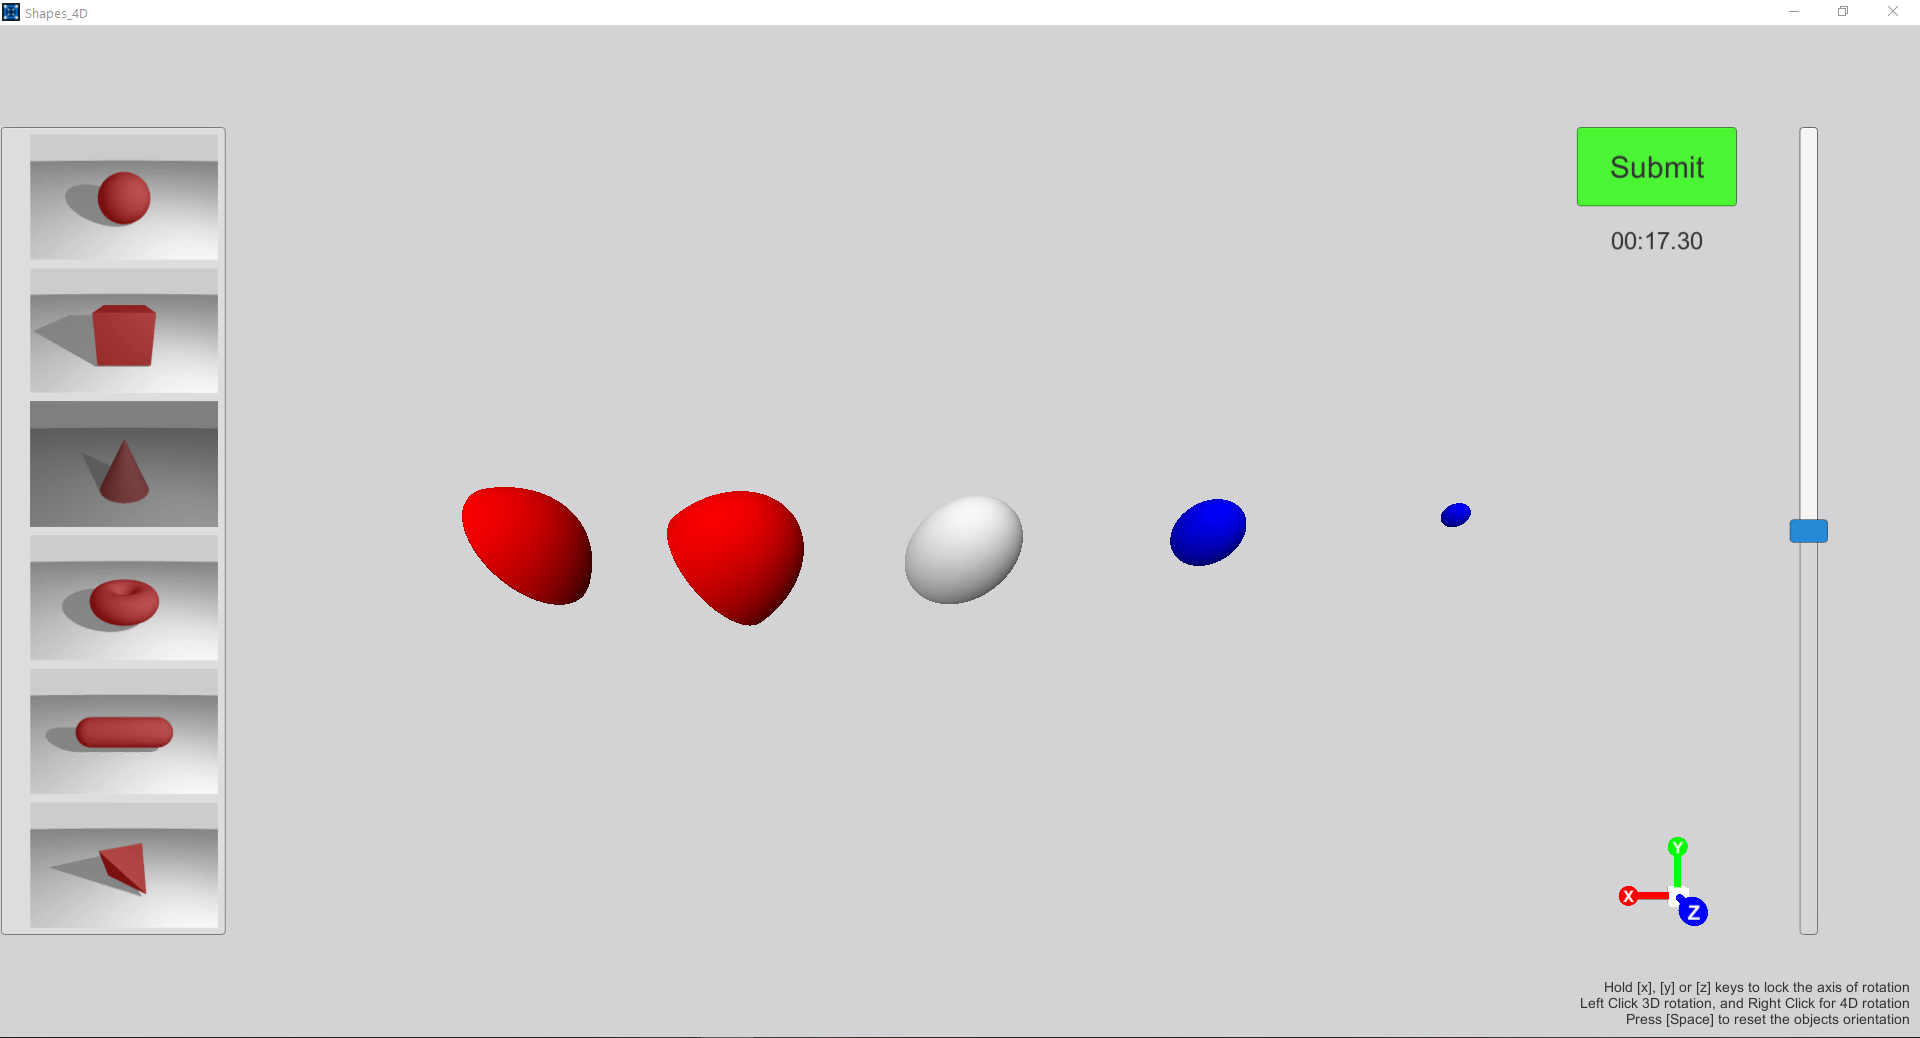 Shapes_4D
Submit
00:17.30
Y
X
Z
Hold [x], [y] or [z] keys to lock the axis of rotation
Left Click 3D rotation, and Right Click for 4D rotation
Press [Space] to reset the objects orientation